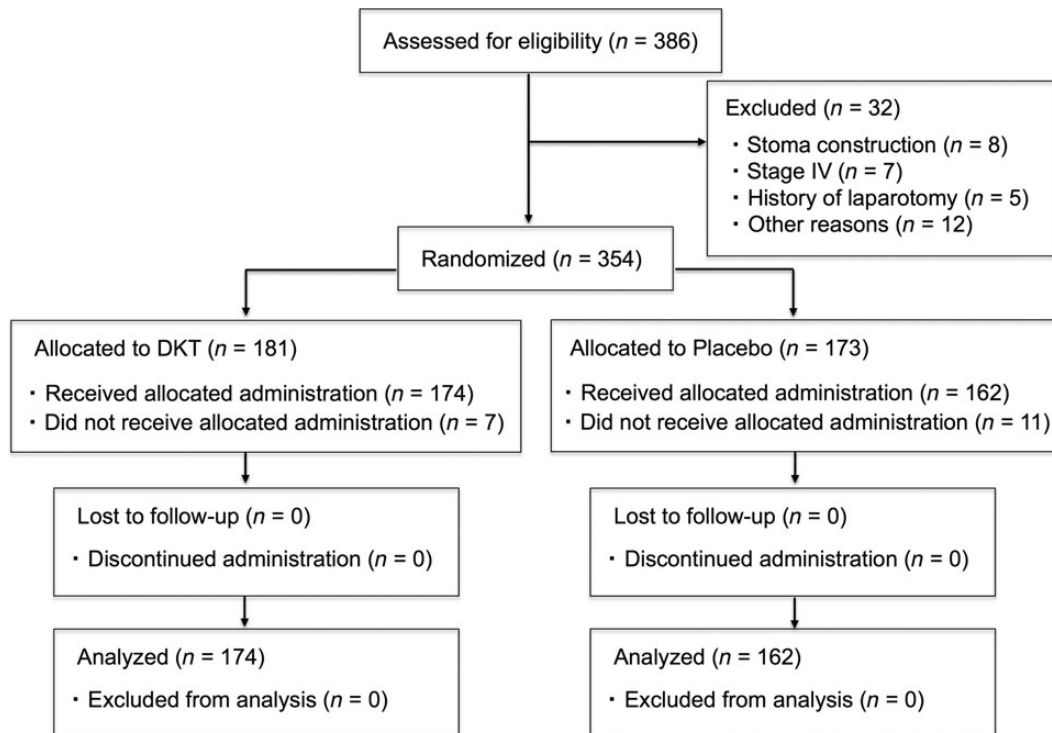 Assessed for eligibility (n = 386)
Excluded (n = 32)
・Stoma construction (n = 8)
・Stage IV (n = 7)
・History of laparotomy (n = 5)
・Other reasons (n = 12)
Randomized (n = 354)
Allocated to DKT (n = 181)
・Received allocated administration (n = 174)
・Did not receive allocated administration (n = 7)
Allocated to Placebo (n = 173)
・Received allocated administration (n = 162)
・Did not receive allocated administration (n = 11)
Lost to follow-up (n = 0)
・Discontinued administration (n = 0)
Lost to follow-up (n = 0)
・Discontinued administration (n = 0)
Analyzed (n = 174)
・Excluded from analysis (n = 0)
Analyzed (n = 162)
・Excluded from analysis (n = 0)